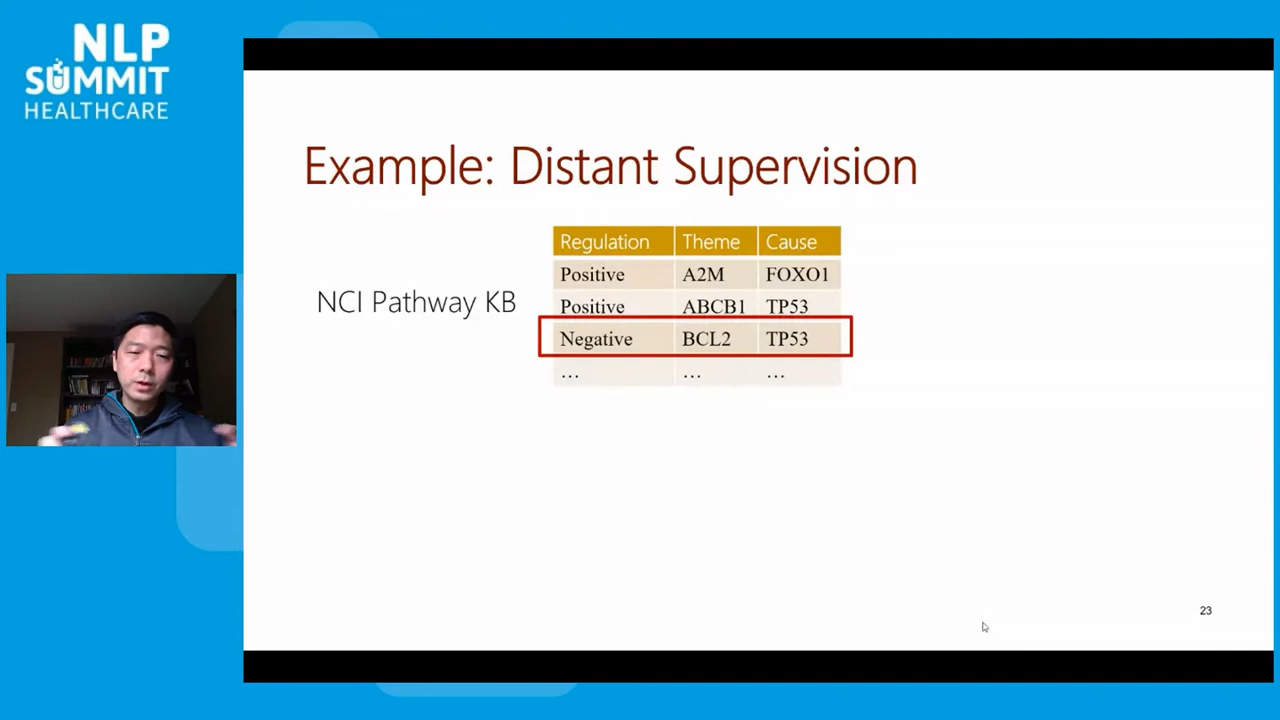 NLP
SUMMIT
HEALTHCARE
Example: Distant Supervision
NCI Pathway KB
Regulation Theme Cause
Positive A2M FOXO1
Positive ABCB1 TP53
Negative BCL2 TP53
... ... ...
23